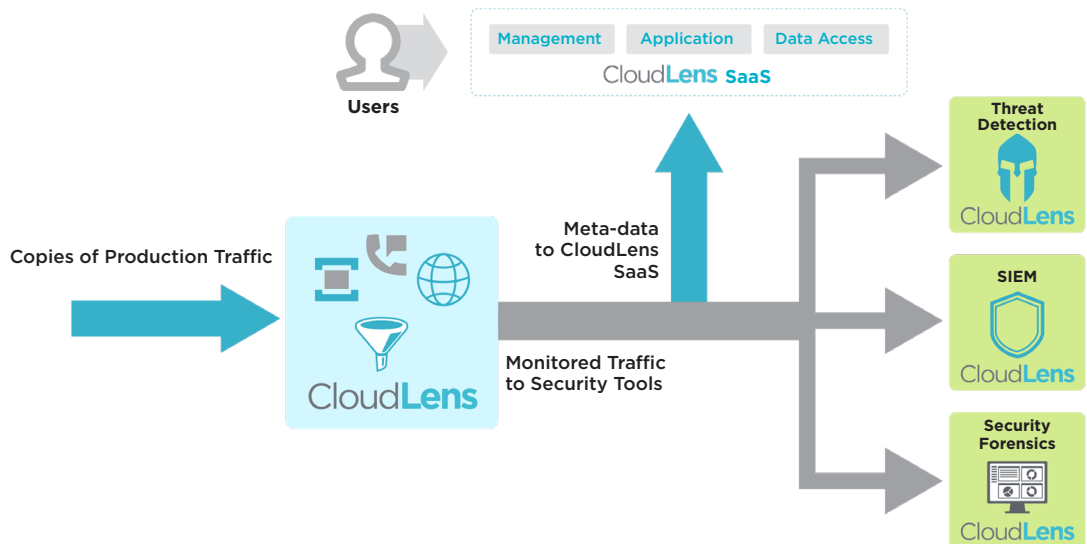 Management Application Data Access
CloudLens SaaS
Users
Threat
Detection
CloudLens
Meta-data
to CloudLens
SaaS
Copies of Production Traffic
SIEM
CloudLens
Monitored Traffic
to Security Tools
CloudLens
Security
Forensics
CloudLens